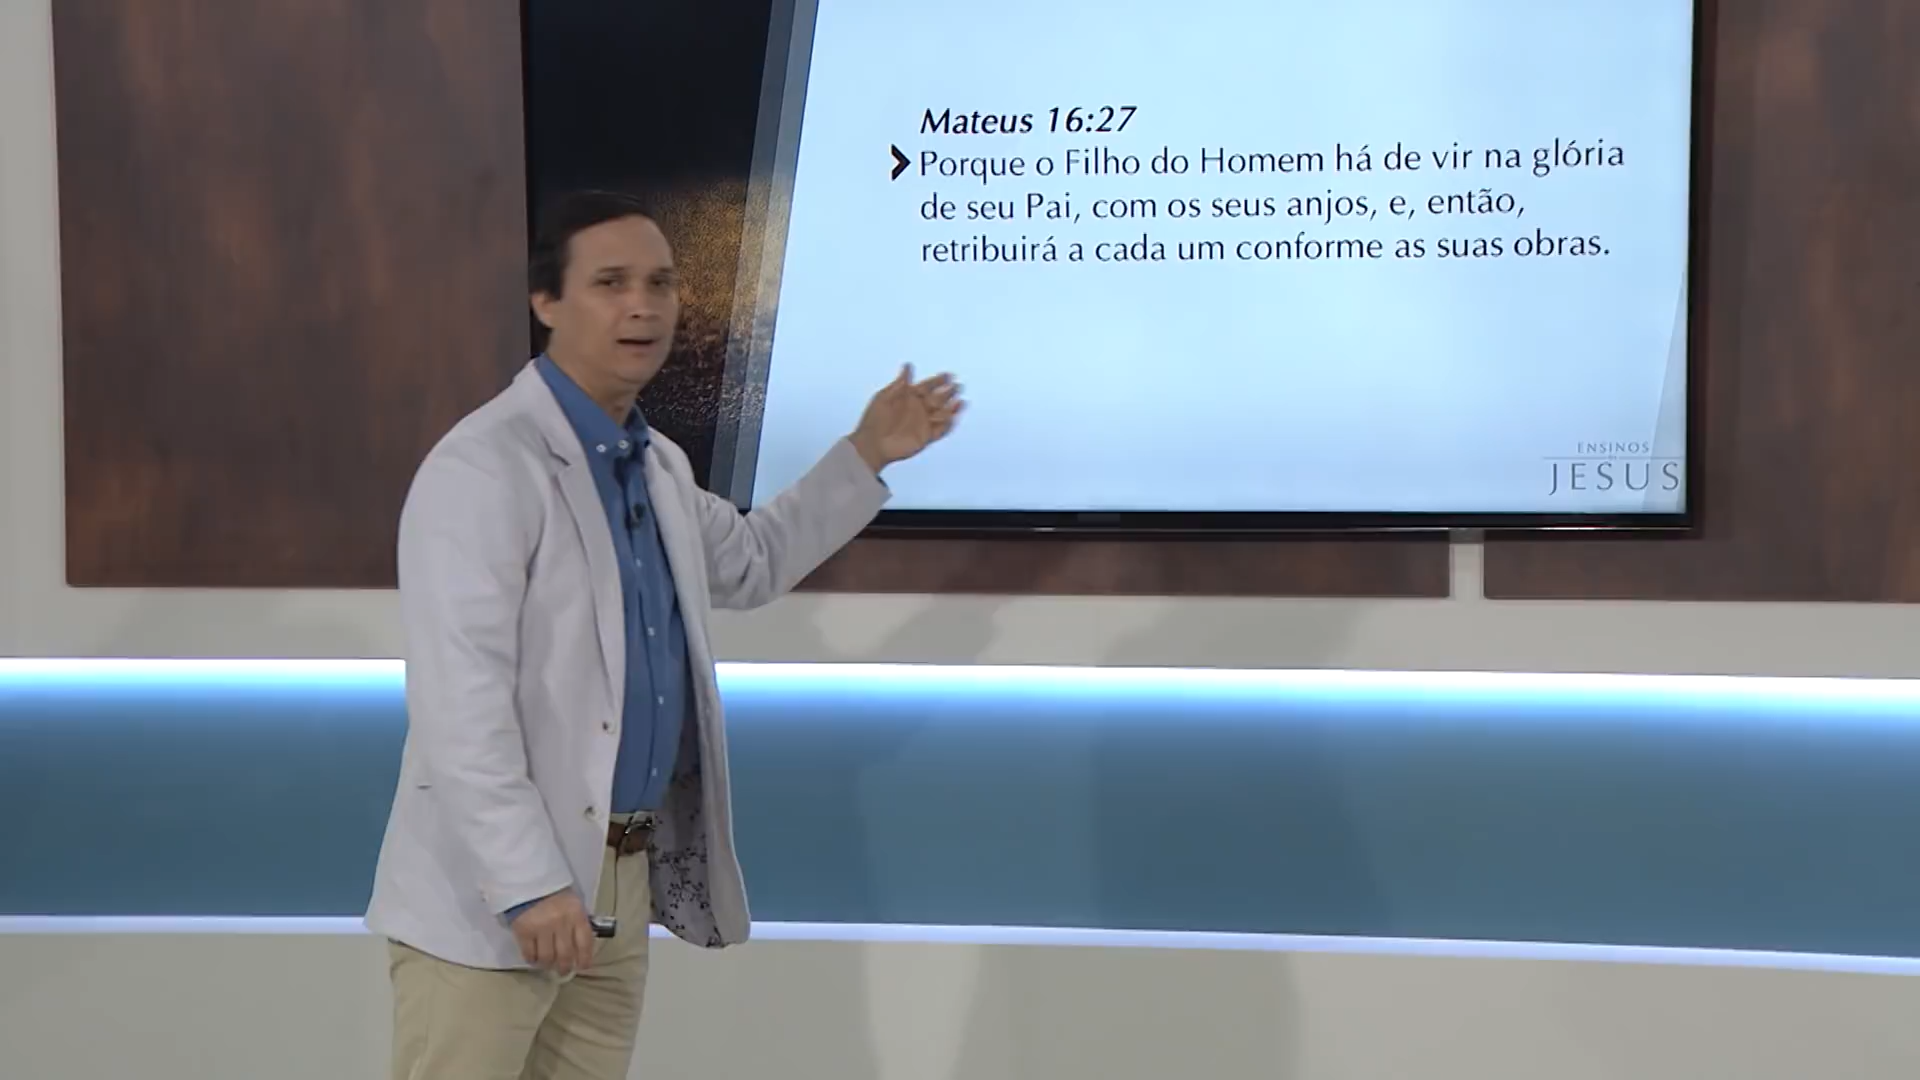 Mateus 16:27
Porque o Filho do Homem há de vir na glória
de seu Pai, com os seus anjos, e, então,
retribuirá a cada um conforme as suas obras.
ENSINOS
JESUS